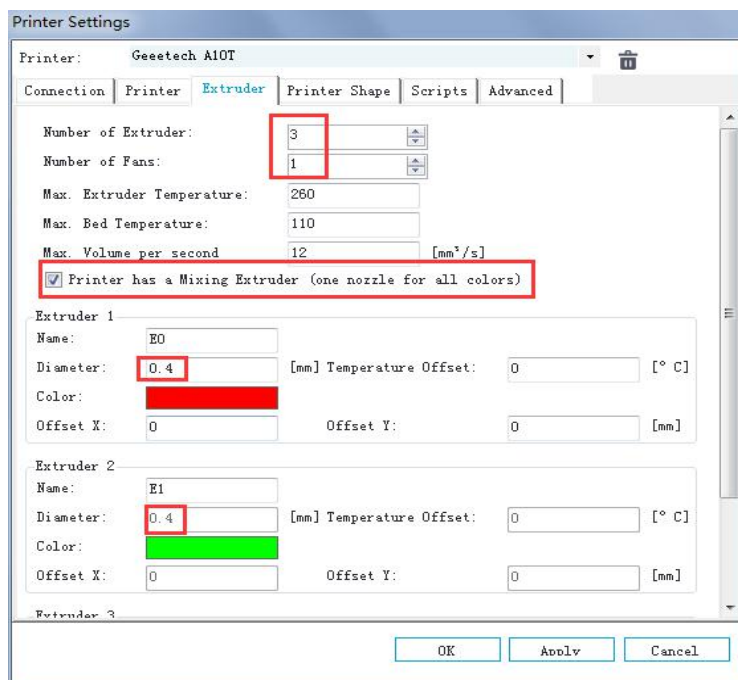 Printer Settings
Printer: Geeetech A10T
Connection Printer Extruder Printer Shape Scripts Advanced
Number of Extruder: 3
Number of Fans: 1
Max. Extruder Temperature: 260
Max. Bed Temperature: 110
Max. Volume per second 12 [mm³/s]
Printer has a Mixing Extruder (one nozzle for all colors)
Extruder 1
Name: E0
Diameter: 0.4 [mm] Temperature Offset: 0 [° C]
Color:
Offset X: 0 Offset Y: 0 [mm]
Extruder 2
Name: E1
Diameter: 0.4 [mm] Temperature Offset: 0 [° C]
Color:
Offset X: 0 Offset Y: 0 [mm]
Extruder 3
OK Apply Cancel